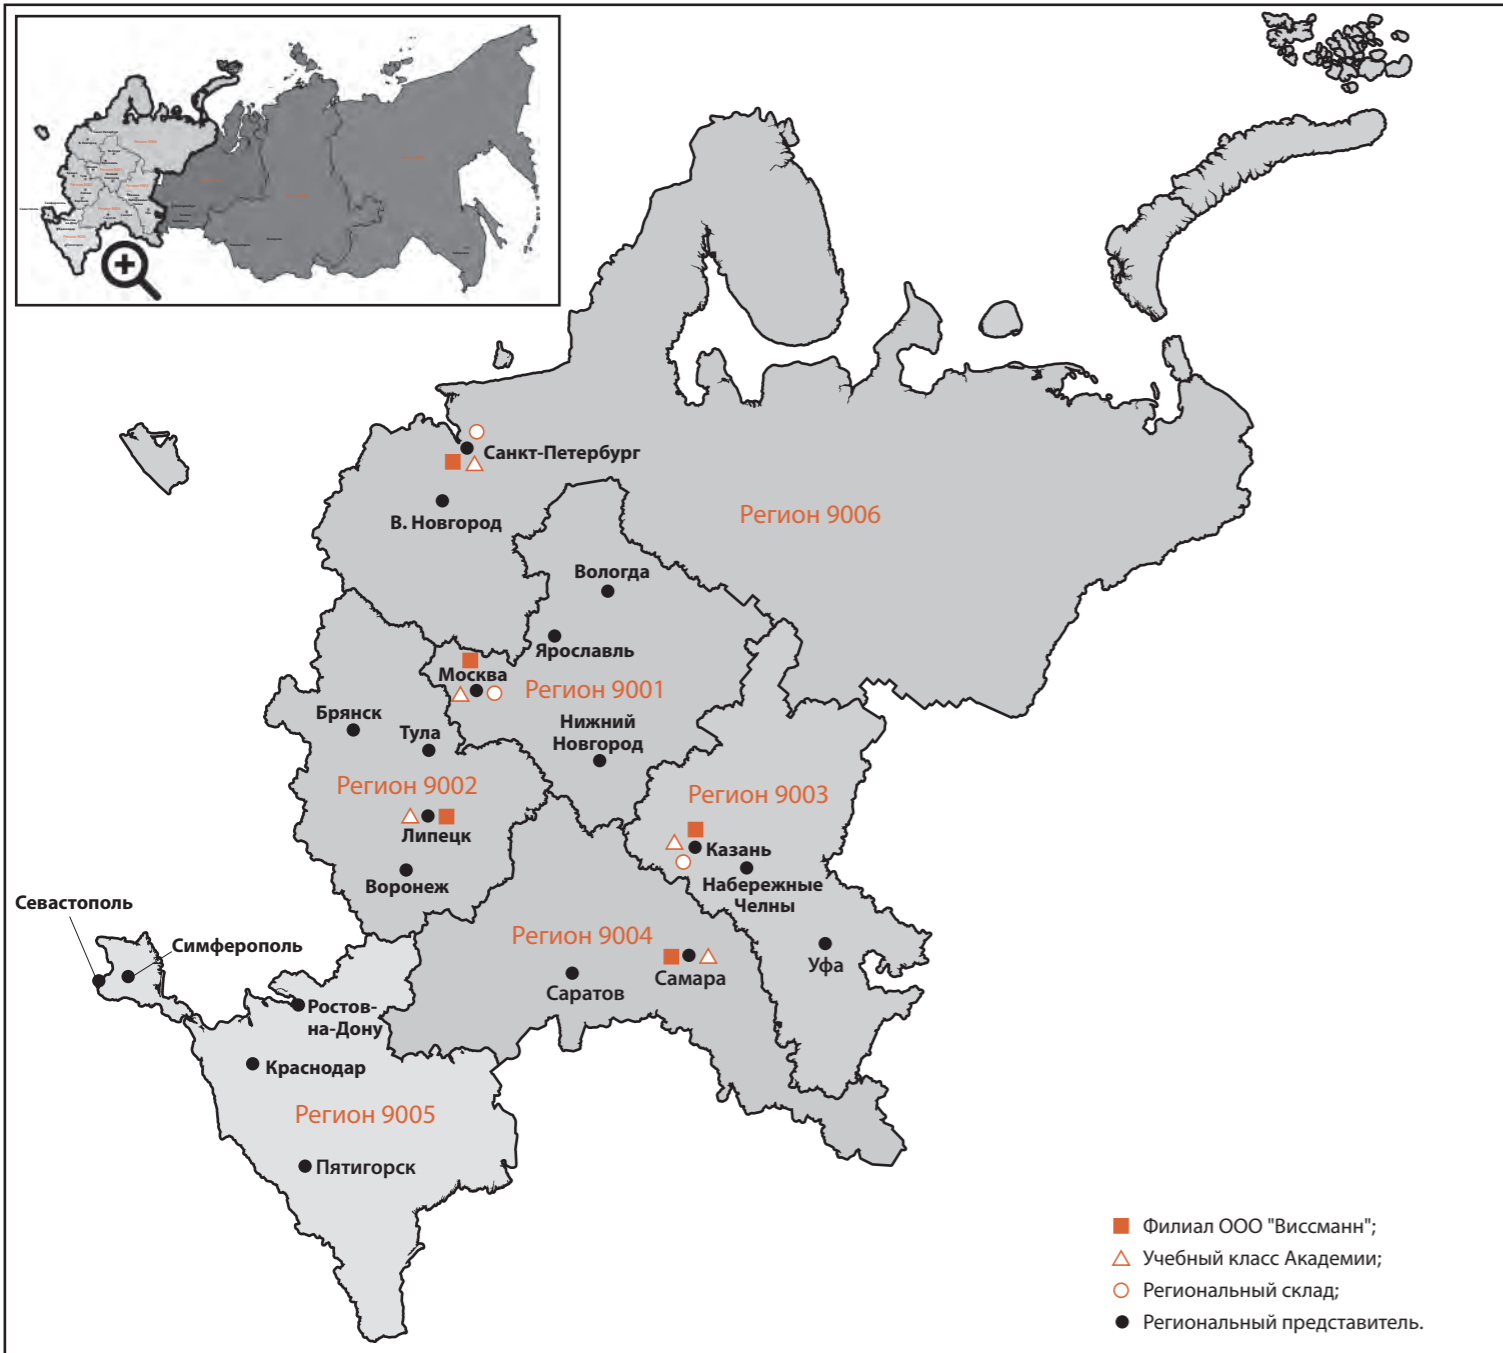 Санкт-Петербург
В. Новгород
Регион 9006
Вологда
Ярославль
Москва
Регион 9001
Брянск
Тула
Нижний
Новгород
Регион 9002
Регион 9003
Липецк
Казань
Воронеж
Набережные
Челны
Севастополь
Симферополь
Регион 9004
Уфа
Самара
Саратов
Ростов-
на-Дону
Краснодар
Регион 9005
Пятигорск
Филиал ООО "Виссманн";
Учебный класс Академии;
Региональный склад;
Региональный представитель.